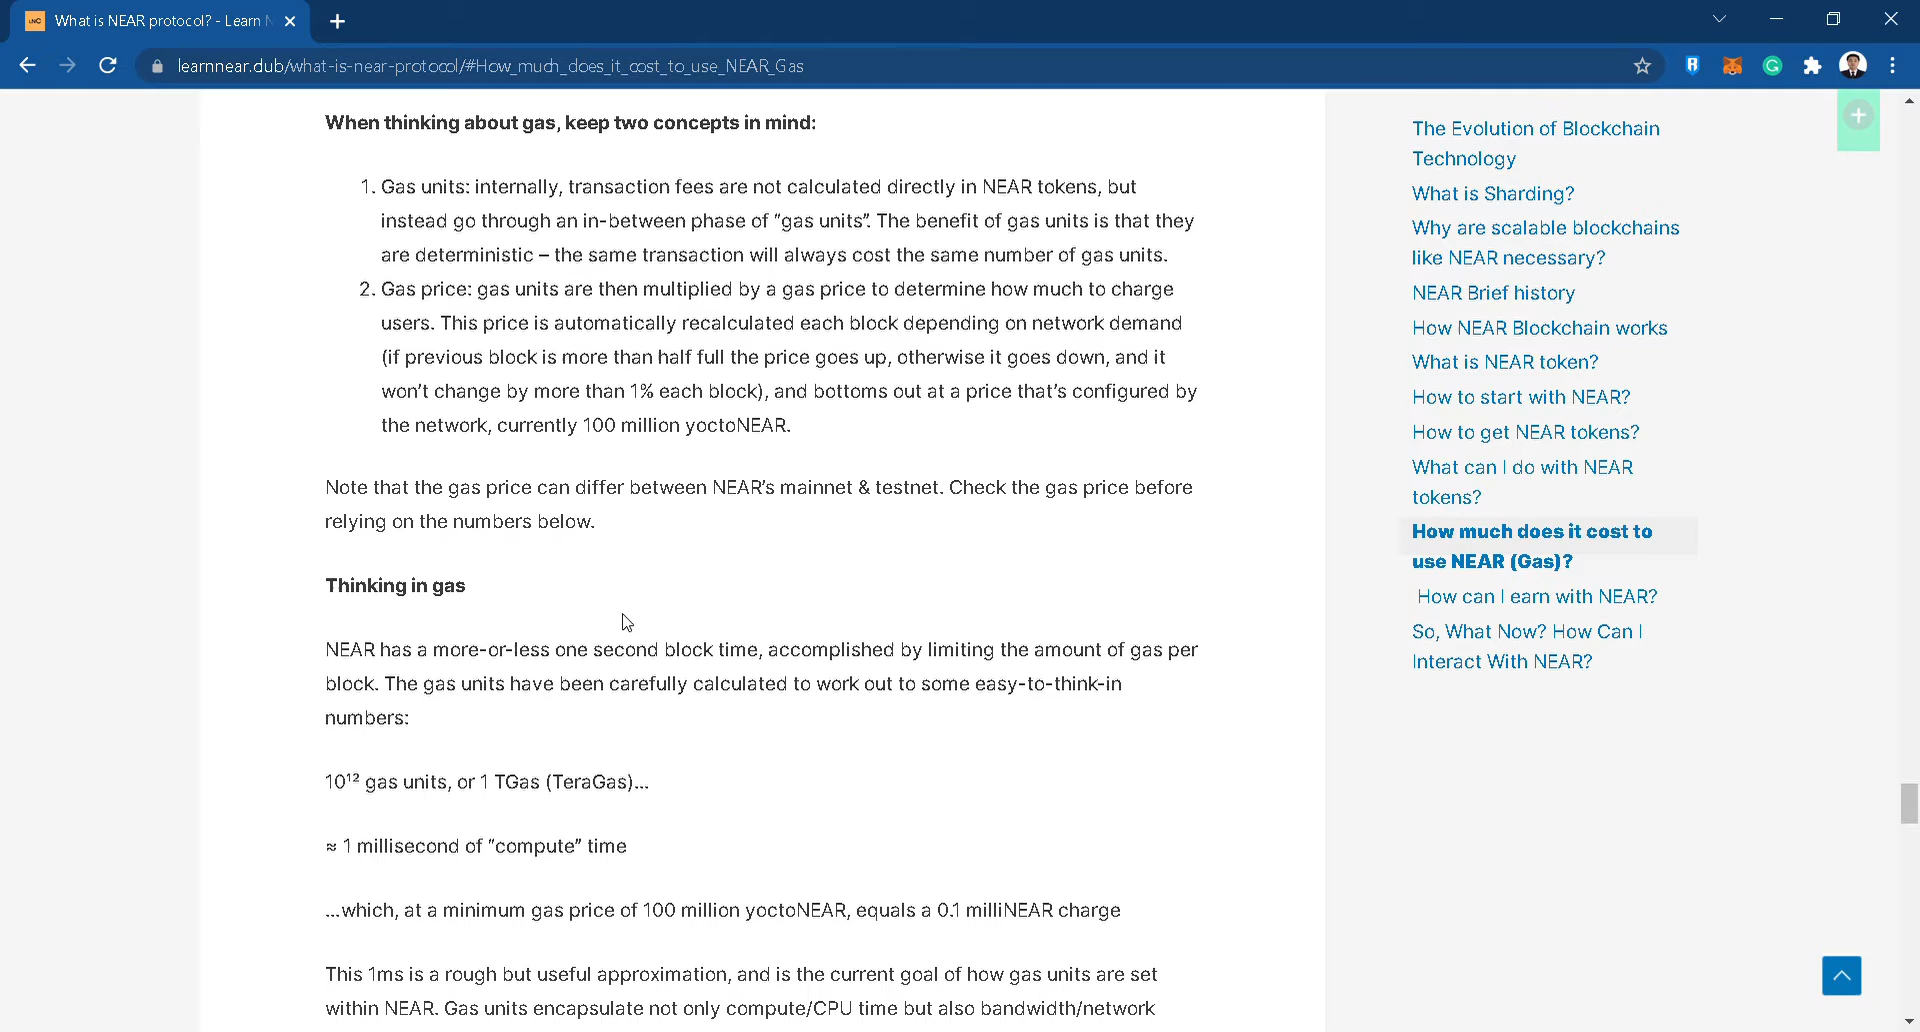 What is NEAR protocol? - Learn N
learnnear.club/what-is-near-protocol/#How_much_does_it_cost_to_use_NEAR_Gas
When thinking about gas, keep two concepts in mind:
1. Gas units: internally, transaction fees are not calculated directly in NEAR tokens, but
instead go through an in-between phase of “gas units”. The benefit of gas units is that they
are deterministic – the same transaction will always cost the same number of gas units.
2. Gas price: gas units are then multiplied by a gas price to determine how much to charge
users. This price is automatically recalculated each block depending on network demand
(if previous block is more than half full the price goes up, otherwise it goes down, and it
won’t change by more than 1% each block), and bottoms out at a price that’s configured by
the network, currently 100 million yoctoNEAR.
Note that the gas price can differ between NEAR’s mainnet & testnet. Check the gas price before
relying on the numbers below.
Thinking in gas
NEAR has a more-or-less one second block time, accomplished by limiting the amount of gas per
block. The gas units have been carefully calculated to work out to some easy-to-think-in
numbers:
10¹² gas units, or 1 TGas (TeraGas)…
≈ 1 millisecond of “compute” time
…which, at a minimum gas price of 100 million yoctoNEAR, equals a 0.1 milliNEAR charge
This 1ms is a rough but useful approximation, and is the current goal of how gas units are set
within NEAR. Gas units encapsulate not only compute/CPU time but also bandwidth/network
The Evolution of Blockchain
Technology
What is Sharding?
Why are scalable blockchains
like NEAR necessary?
NEAR Brief history
How NEAR Blockchain works
What is NEAR token?
How to start with NEAR?
How to get NEAR tokens?
What can I do with NEAR
tokens?
How much does it cost to
use NEAR (Gas)?
How can I earn with NEAR?
So, What Now? How Can I
Interact With NEAR?